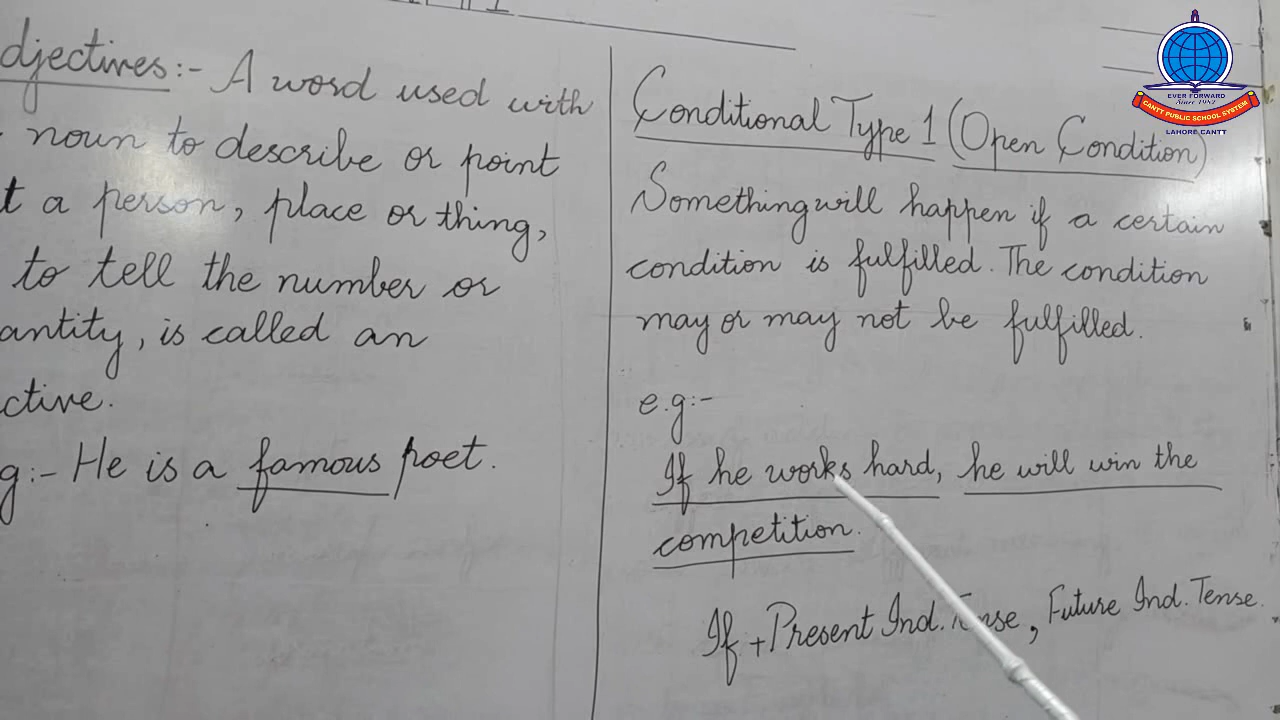 djectives:- A word used with
noun to describe or point
t a person, place or thing,
to tell the number or
antity, is called an
ctive.
g:- He is a famous poet.
Conditional Type 1 (Open Condition)
Something will happen if a certain
condition is fulfilled. The condition
may or may not be fulfilled.
e.g:-
If he works hard, he will win the
competition.
If + Present Ind. Tense, Future Ind. Tense.
EVER FORWARD
Since 1982
CANTT PUBLIC SCHOOL SYSTEM
LAHORE CANTT